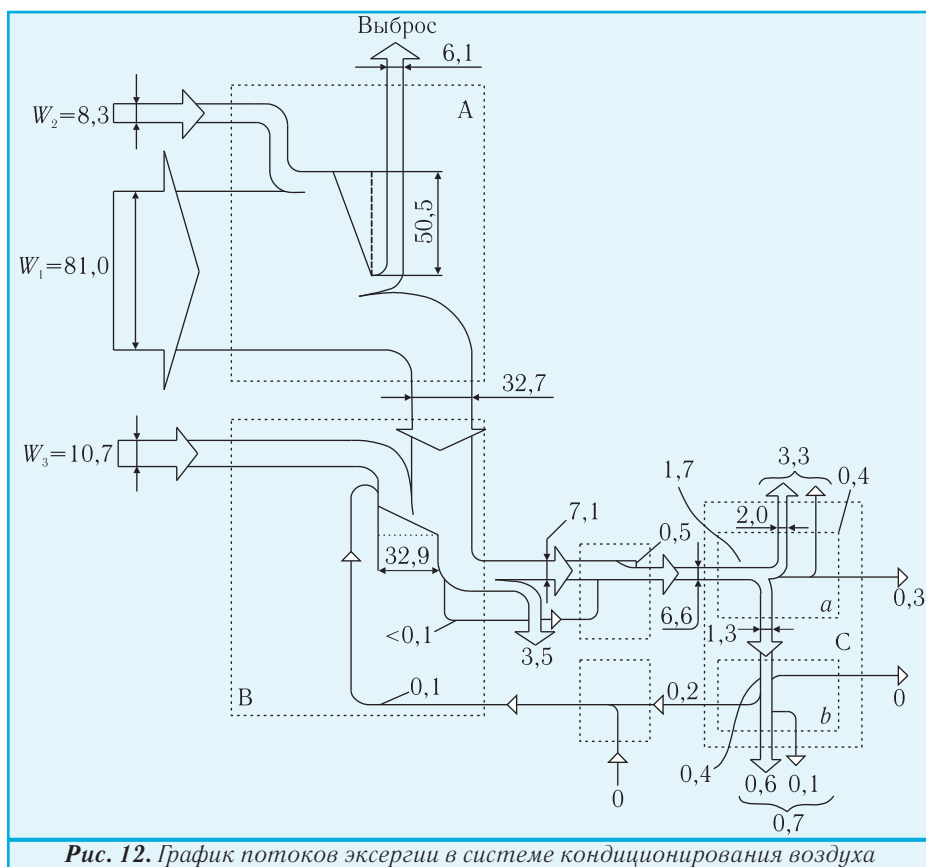 Выброс
6,1
A
W₂=8,3
50,5
W₁=81,0
32,7
W₃=10,7
3,3
0,4
1,7
7,1
2,0
0,5
32,9
a
0,3
6,6
<0,1
1,3
C
3,5
B
0,1
0,2
b
0
0,4
0
0,6
0,1
0,7
Рис. 12. График потоков эксергии в системе кондиционирования воздуха